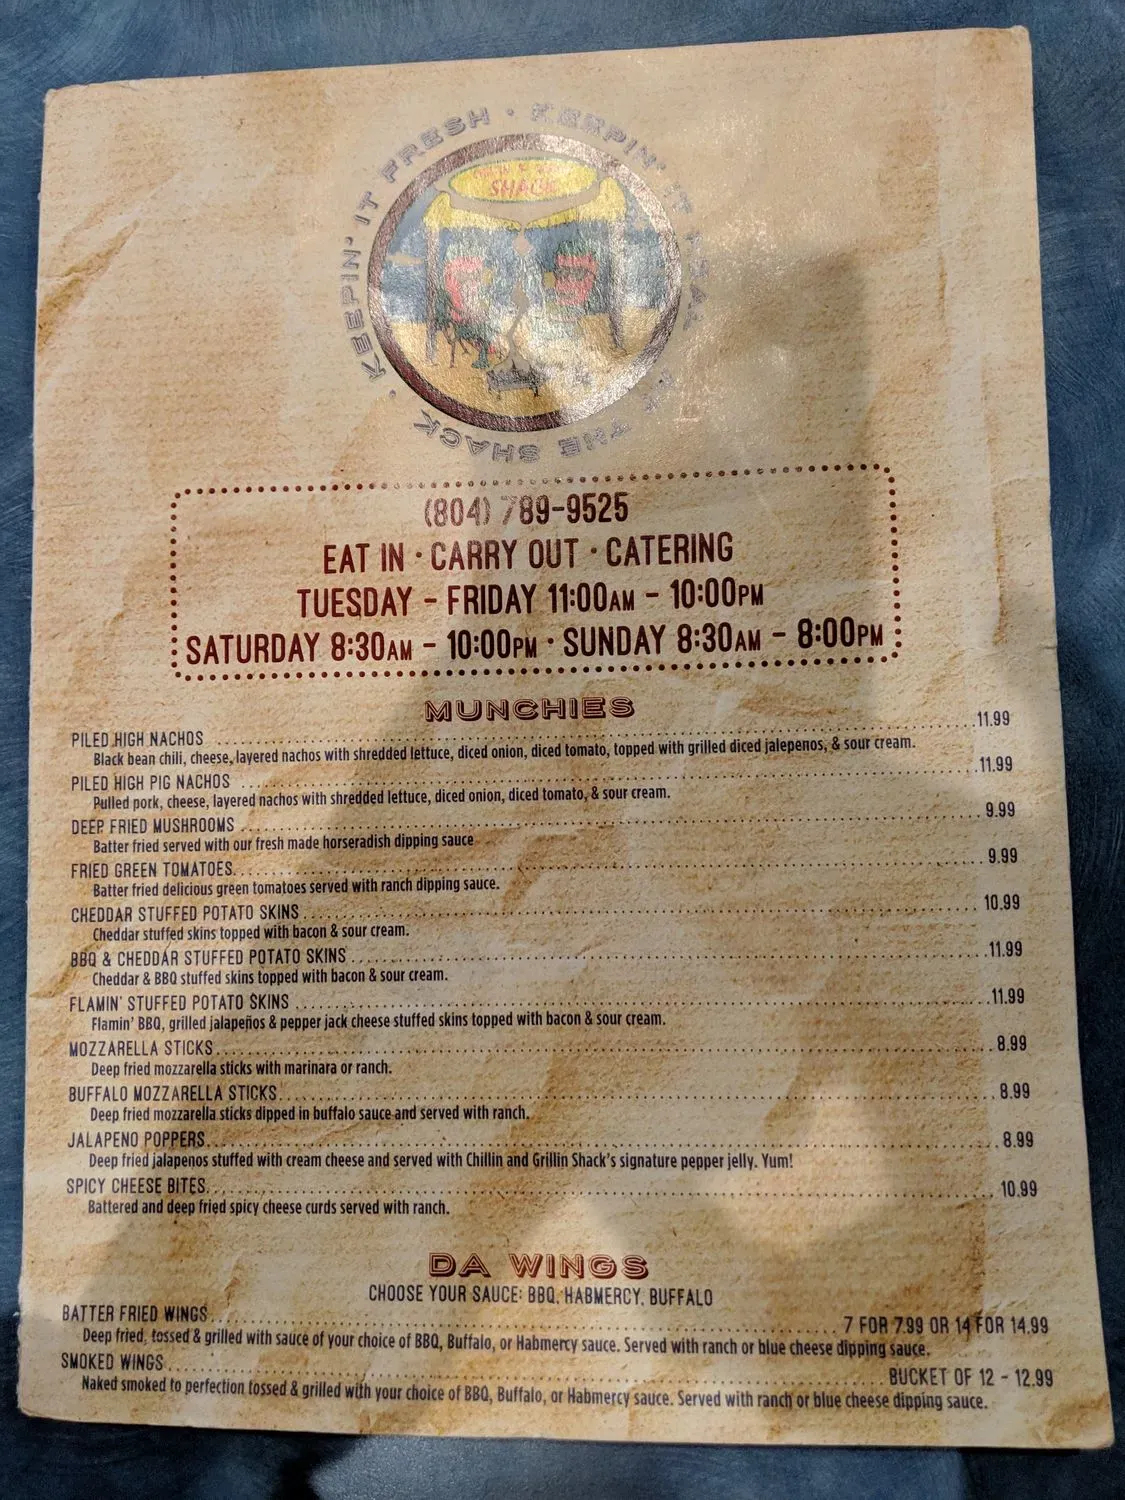 KEEPIN' IT FRESH · KEEPIN' IT REAL · AT THE SHACK ·
SHACK
(804) 789-9525
EAT IN · CARRY OUT · CATERING
TUESDAY - FRIDAY 11:00AM - 10:00PM
SATURDAY 8:30AM - 10:00PM · SUNDAY 8:30AM - 8:00PM
MUNCHIES
PILED HIGH NACHOS 11.99
Black bean chili, cheese, layered nachos with shredded lettuce, diced onion, diced tomato, topped with grilled diced jalepenos, & sour cream.
PILED HIGH PIG NACHOS 11.99
Pulled pork, cheese, layered nachos with shredded lettuce, diced onion, diced tomato, & sour cream.
DEEP FRIED MUSHROOMS 9.99
Batter fried served with our fresh made horseradish dipping sauce
FRIED GREEN TOMATOES 9.99
Batter fried delicious green tomatoes served with ranch dipping sauce.
CHEDDAR STUFFED POTATO SKINS 10.99
Cheddar stuffed skins topped with bacon & sour cream.
BBQ & CHEDDAR STUFFED POTATO SKINS 11.99
Cheddar & BBQ stuffed skins topped with bacon & sour cream.
FLAMIN' STUFFED POTATO SKINS 11.99
Flamin' BBQ, grilled jalapeños & pepper jack cheese stuffed skins topped with bacon & sour cream.
MOZZARELLA STICKS 8.99
Deep fried mozzarella sticks with marinara or ranch.
BUFFALO MOZZARELLA STICKS 8.99
Deep fried mozzarella sticks dipped in buffalo sauce and served with ranch.
JALAPENO POPPERS 8.99
Deep fried jalapenos stuffed with cream cheese and served with Chillin and Grillin Shack's signature pepper jelly. Yum!
SPICY CHEESE BITES 10.99
Battered and deep fried spicy cheese curds served with ranch.
DA WINGS
CHOOSE YOUR SAUCE: BBQ, HABMERCY, BUFFALO
BATTER FRIED WINGS 7 FOR 7.99 OR 14 FOR 14.99
Deep fried, tossed & grilled with sauce of your choice of BBQ, Buffalo, or Habmercy sauce. Served with ranch or blue cheese dipping sauce.
SMOKED WINGS BUCKET OF 12 - 12.99
Naked smoked to perfection tossed & grilled with your choice of BBQ, Buffalo, or Habmercy sauce. Served with ranch or blue cheese dipping sauce.